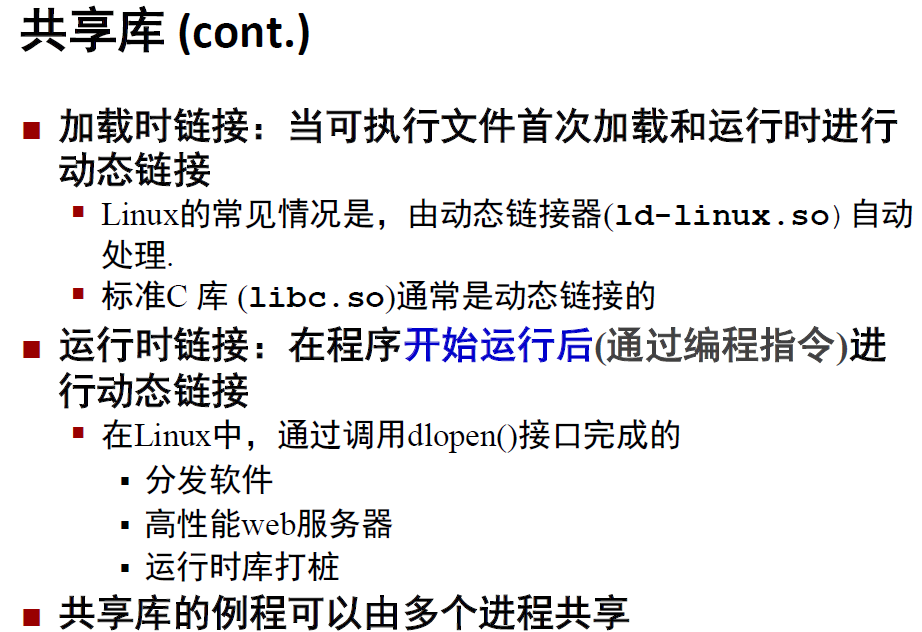 共享库 (cont.)
■ 加载时链接：当可执行文件首次加载和运行时进行
动态链接
▪ Linux的常见情况是，由动态链接器(ld-linux.so) 自动
处理.
▪ 标准C 库 (libc.so)通常是动态链接的
■ 运行时链接：在程序开始运行后(通过编程指令)进
行动态链接
▪ 在Linux中，通过调用dlopen()接口完成的
▪ 分发软件
▪ 高性能web服务器
▪ 运行时库打桩
■ 共享库的例程可以由多个进程共享